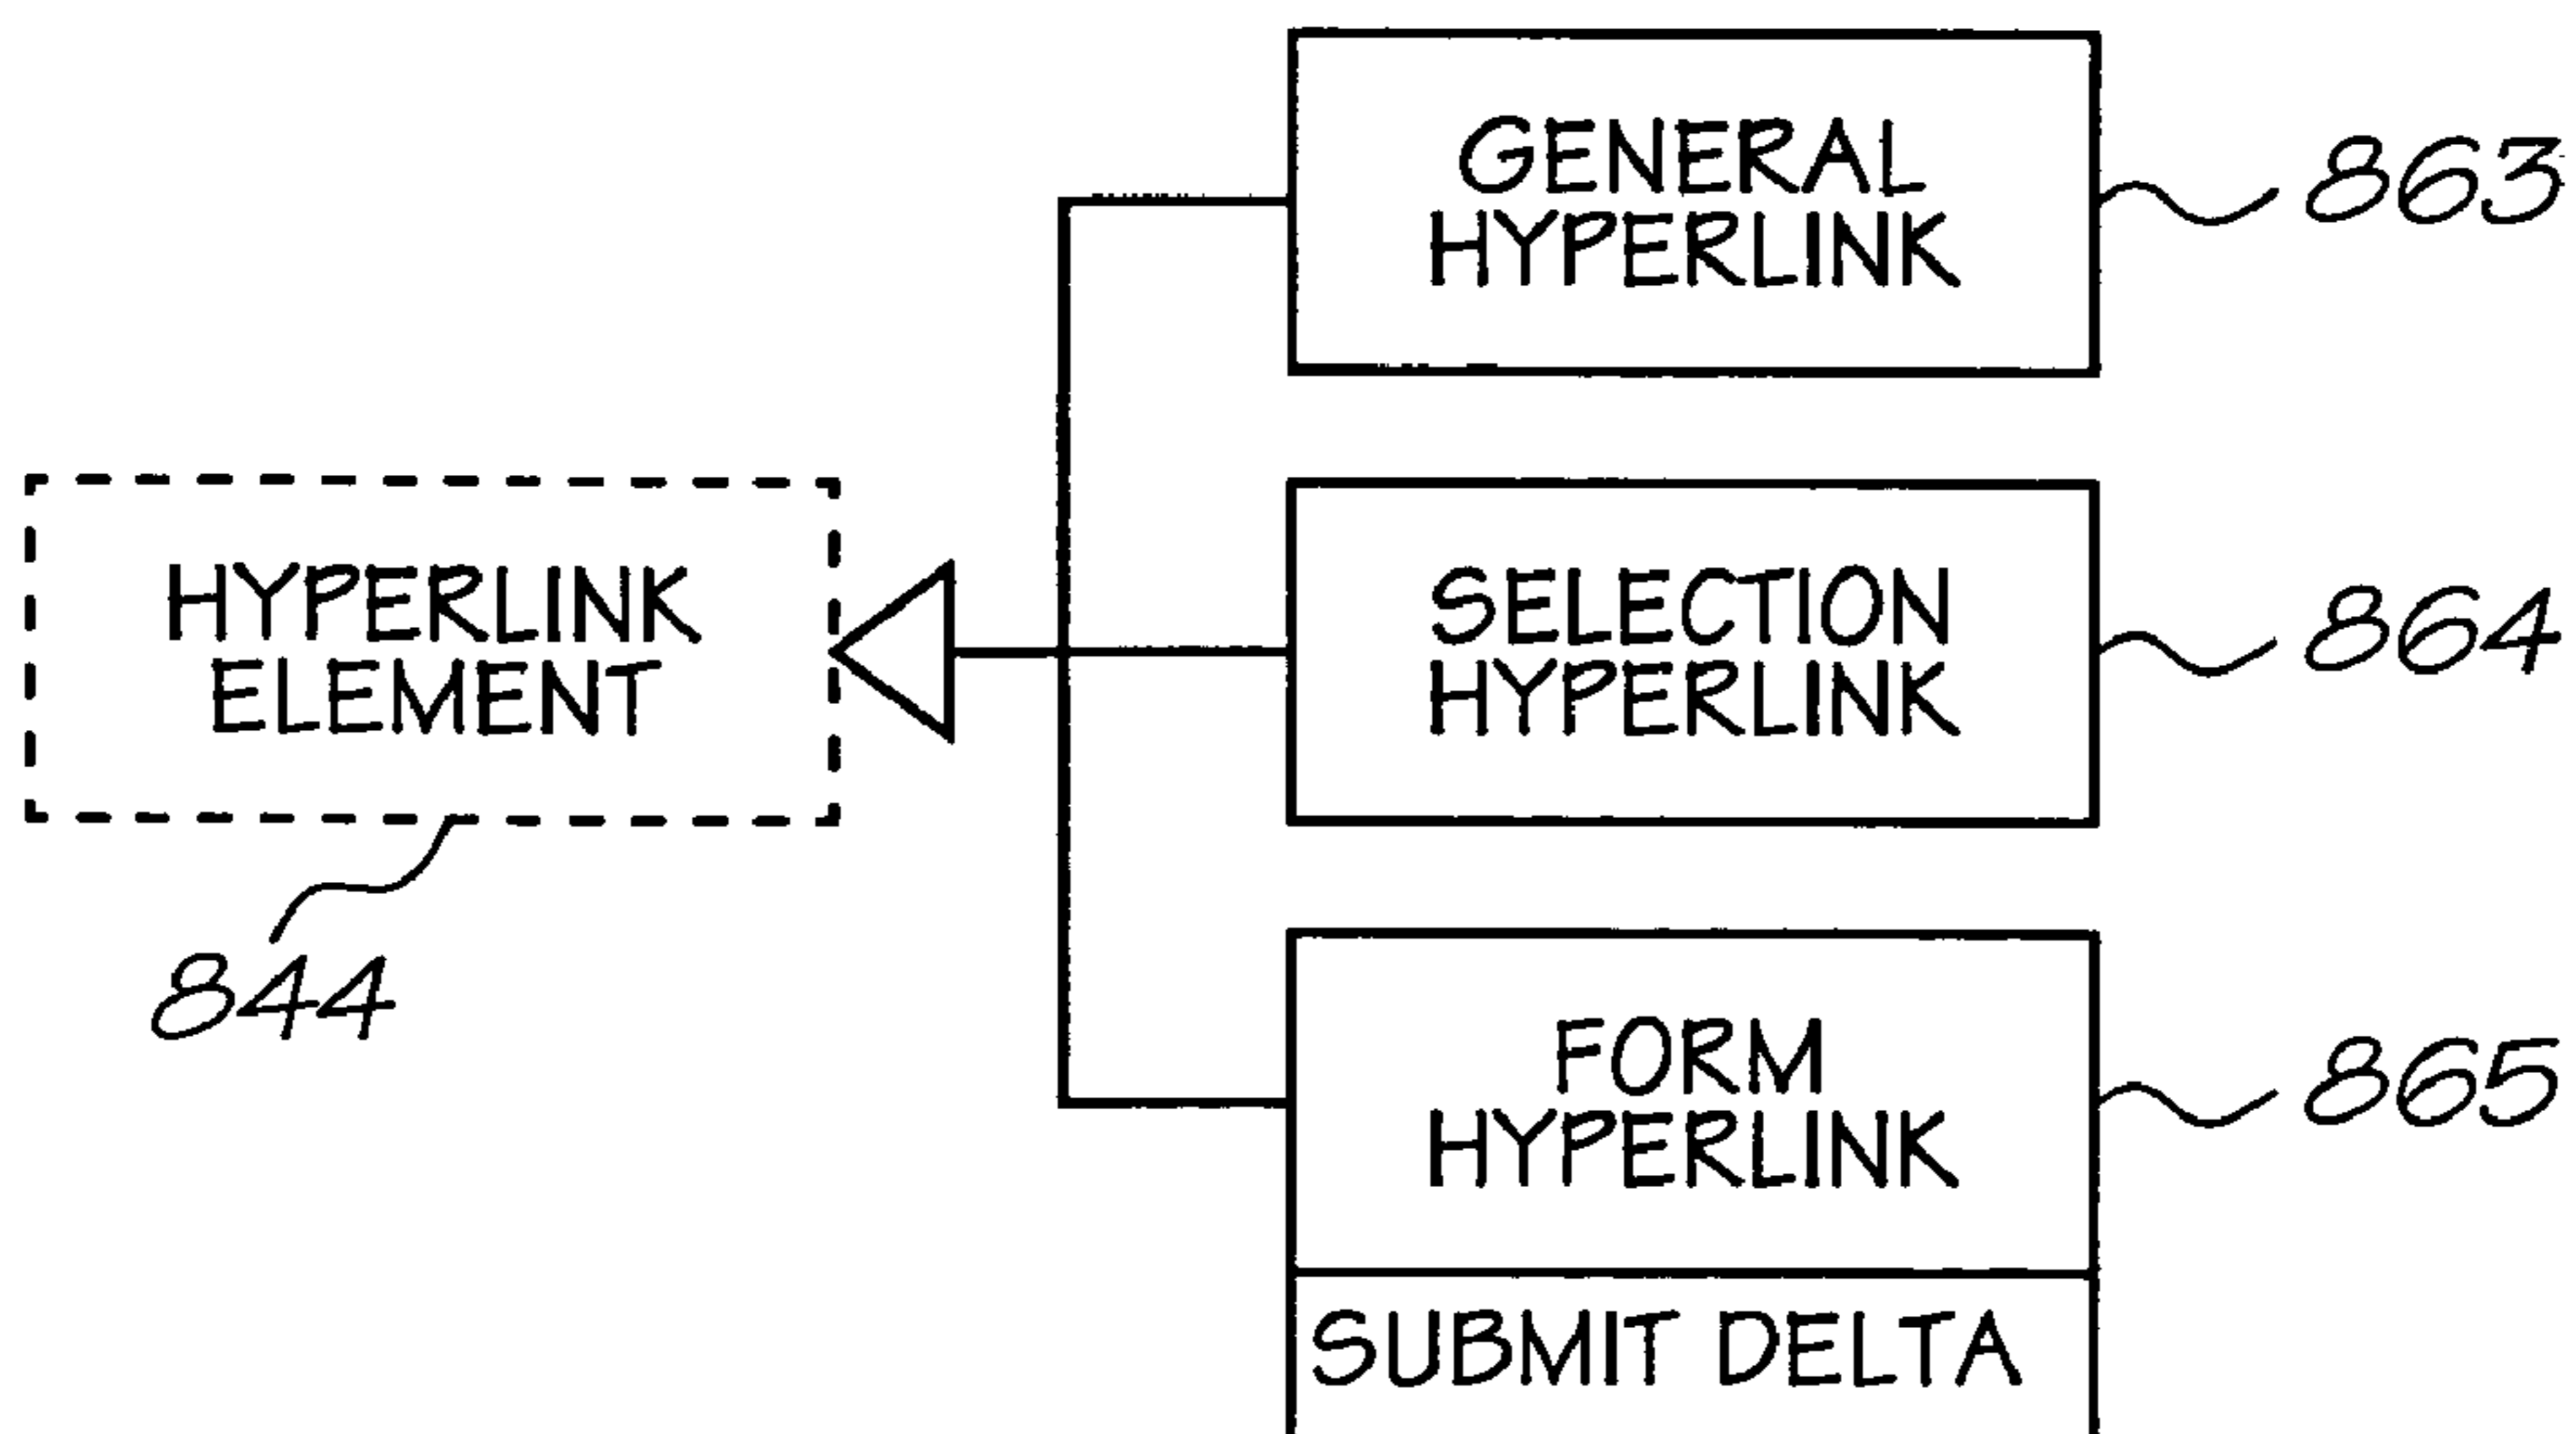 GENERAL
HYPERLINK
863
HYPERLINK
ELEMENT
844
SELECTION
HYPERLINK
864
FORM
HYPERLINK
865
SUBMIT DELTA